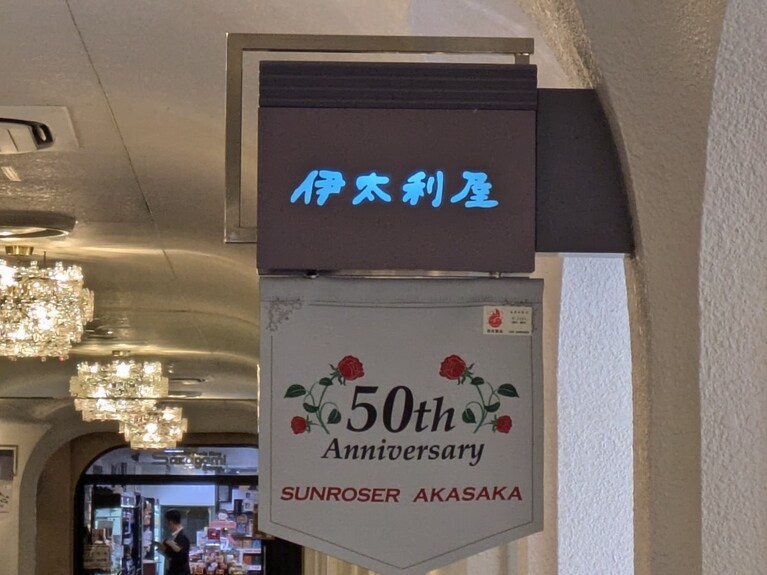 伊太利屋
50th
Anniversary
SUNROSER AKASAKA